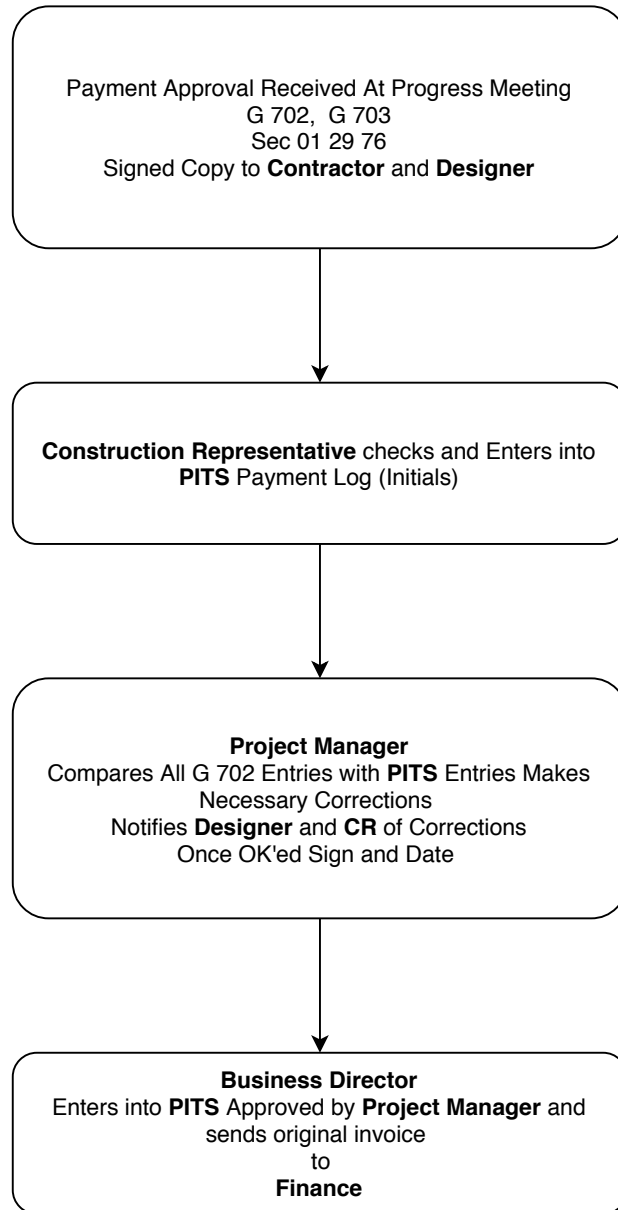 Payment Approval Received At Progress Meeting
G 702,  G 703
Sec 01 29 76
Signed Copy to Contractor and Designer
Construction Representative checks and Enters into
PITS Payment Log (Initials)
Project Manager
Compares All G 702 Entries with PITS Entries Makes
Necessary Corrections
Notifies Designer and CR of Corrections
Once OK'ed Sign and Date
Business Director
Enters into PITS Approved by Project Manager and
sends original invoice
to
Finance